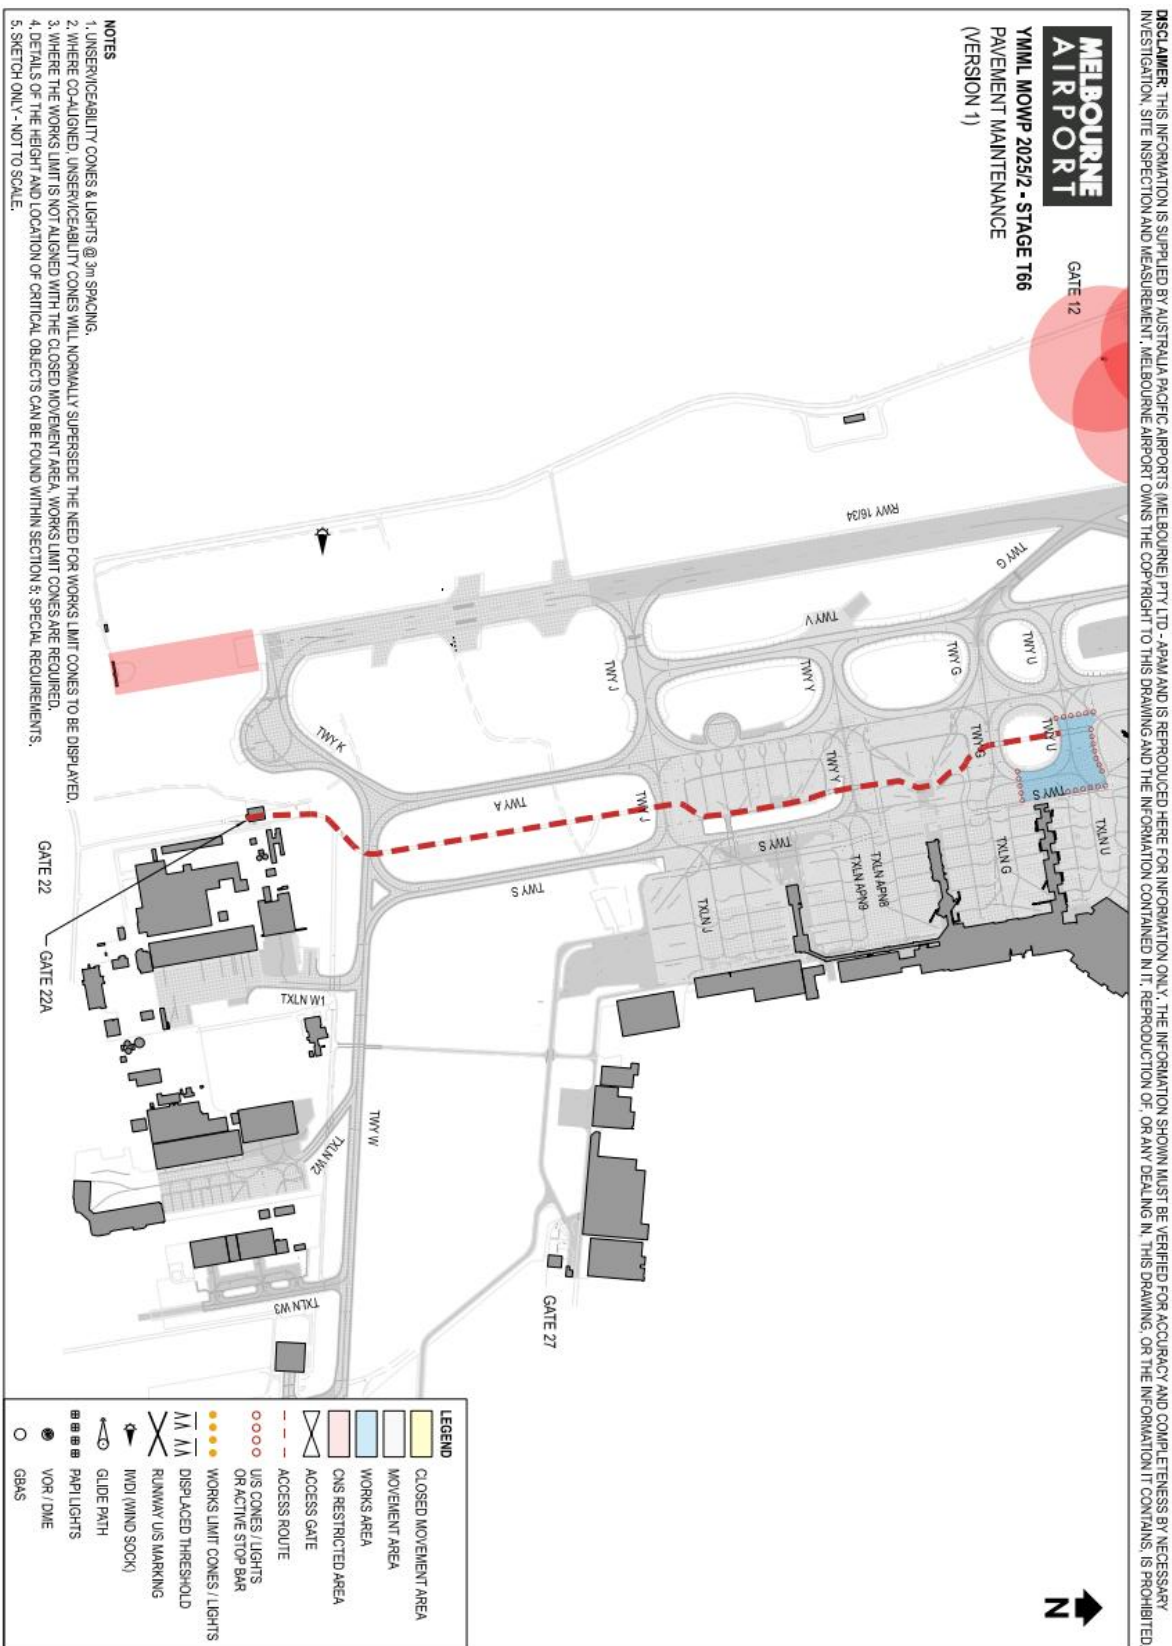 DISCLAIMER: THIS INFORMATION IS SUPPLIED BY AUSTRALIA PACIFIC AIRPORTS (MELBOURNE) PTY LTD - APAM AND IS REPRODUCED HERE FOR INFORMATION ONLY. THE INFORMATION SHOWN MUST BE VERIFIED FOR ACCURACY AND COMPLETENESS BY NECESSARY
INVESTIGATION, SITE INSPECTION AND MEASUREMENT. MELBOURNE AIRPORT OWNS THE COPYRIGHT TO THIS DRAWING AND THE INFORMATION CONTAINED IN IT. REPRODUCTION OF, OR ANY DEALING IN, THIS DRAWING, OR THE INFORMATION IT CONTAINS, IS PROHIBITED.
MELBOURNE
AIRPORT
YMML MOWP 2025/2 - STAGE T66
PAVEMENT MAINTENANCE
(VERSION 1)
GATE 12
N
RWY 16/34
TWY G
TWY V
TWY U
TWY G
TWY Y
TWY J
TWY U
TWY G
TWY S
TWY Y
TWY J
TWY K
TWY A
TWY S
TWY S
TXLN U
TXLN G
TXLN APN8
TXLN APN9
TXLN J
TXLN W1
TWY W
TXLN W2
TXLN W3
GATE 22
GATE 22A
GATE 27
NOTES
1. UNSERVICEABILITY CONES & LIGHTS @ 3m SPACING.
2. WHERE CO-ALIGNED, UNSERVICEABILITY CONES WILL NORMALLY SUPERSEDE THE NEED FOR WORKS LIMIT CONES TO BE DISPLAYED.
3. WHERE THE WORKS LIMIT IS NOT ALIGNED WITH THE CLOSED MOVEMENT AREA, WORKS LIMIT CONES ARE REQUIRED.
4. DETAILS OF THE HEIGHT AND LOCATION OF CRITICAL OBJECTS CAN BE FOUND WITHIN SECTION 5: SPECIAL REQUIREMENTS.
5. SKETCH ONLY - NOT TO SCALE.
LEGEND
CLOSED MOVEMENT AREA
MOVEMENT AREA
WORKS AREA
CNS RESTRICTED AREA
ACCESS GATE
ACCESS ROUTE
U/S CONES / LIGHTS
OR ACTIVE STOP BAR
WORKS LIMIT CONES / LIGHTS
DISPLACED THRESHOLD
RUNWAY U/S MARKING
IWDI (WIND SOCK)
GLIDE PATH
PAPI LIGHTS
VOR / DME
GBAS